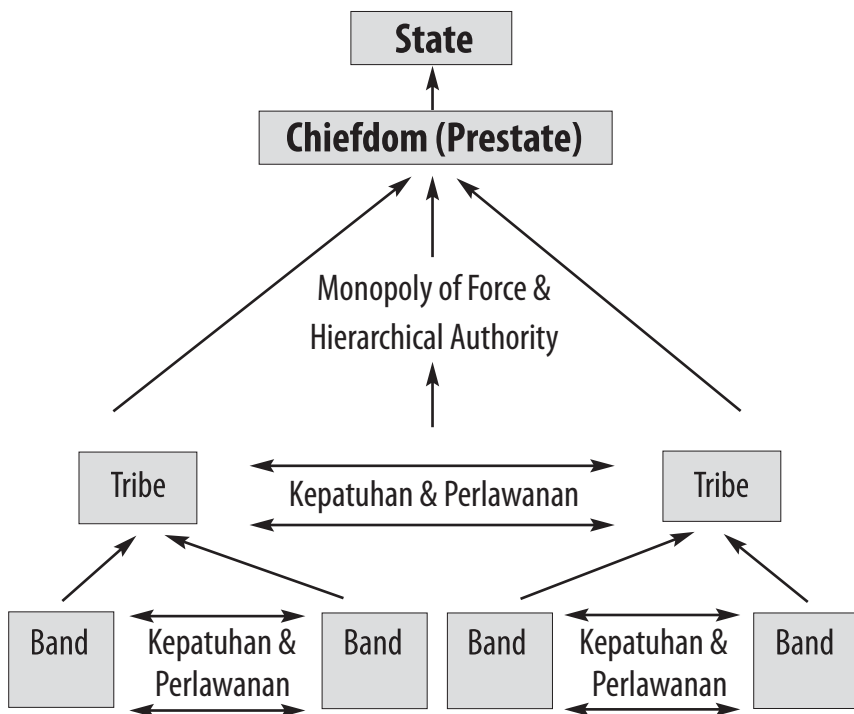 State
Chiefdom (Prestate)
Monopoly of Force &
Hierarchical Authority
Tribe
Kepatuhan & Perlawanan
Tribe
Band
Kepatuhan &
Perlawanan
Band
Band
Kepatuhan &
Perlawanan
Band